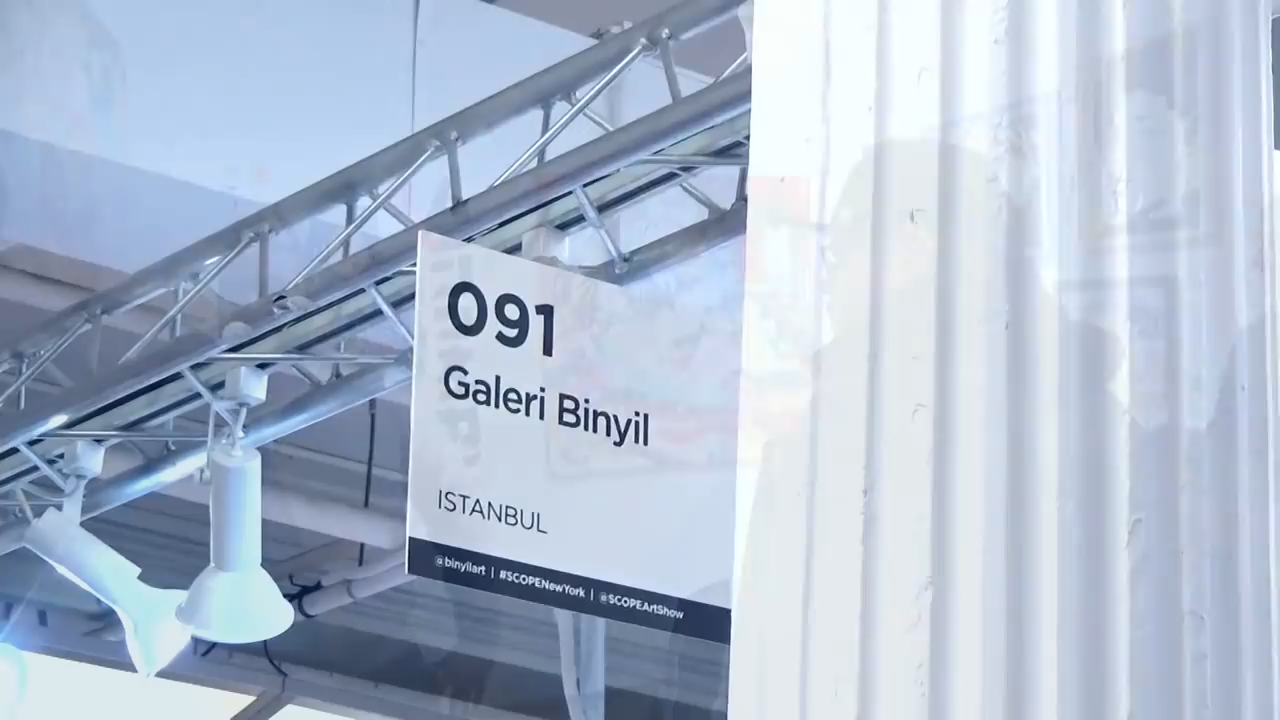 091
Galeri Binyil
ISTANBUL
@binyilart | #SCOPENewYork | @SCOPEArtShow